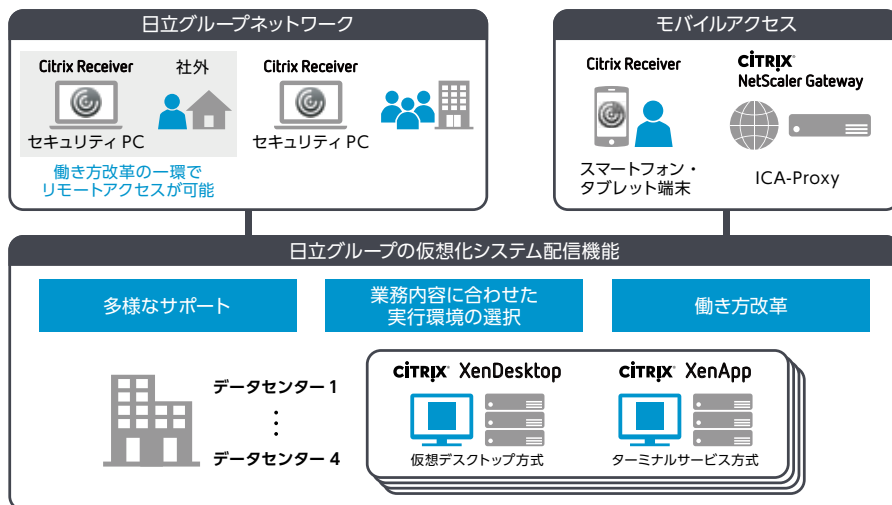 日立グループネットワーク
Citrix Receiver
社外
セキュリティ PC
働き方改革の一環で
リモートアクセスが可能
Citrix Receiver
セキュリティ PC
モバイルアクセス
Citrix Receiver
スマートフォン・
タブレット端末
CITRIX
NetScaler Gateway
ICA-Proxy
日立グループの仮想化システム配信機能
多様なサポート
業務内容に合わせた
実行環境の選択
働き方改革
データセンター 1
⋮
データセンター 4
CITRIX XenDesktop
仮想デスクトップ方式
CITRIX XenApp
ターミナルサービス方式